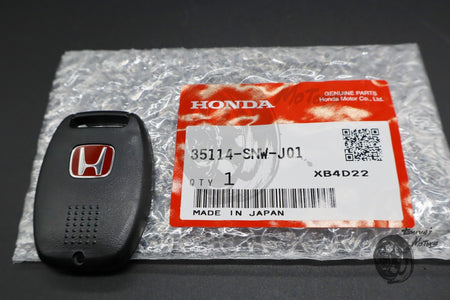 GENUINE PARTS
Honda Motor Co., Ltd.
HONDA
35114-SNW-J01
XB4D22
QTY 1
MADE IN JAPAN